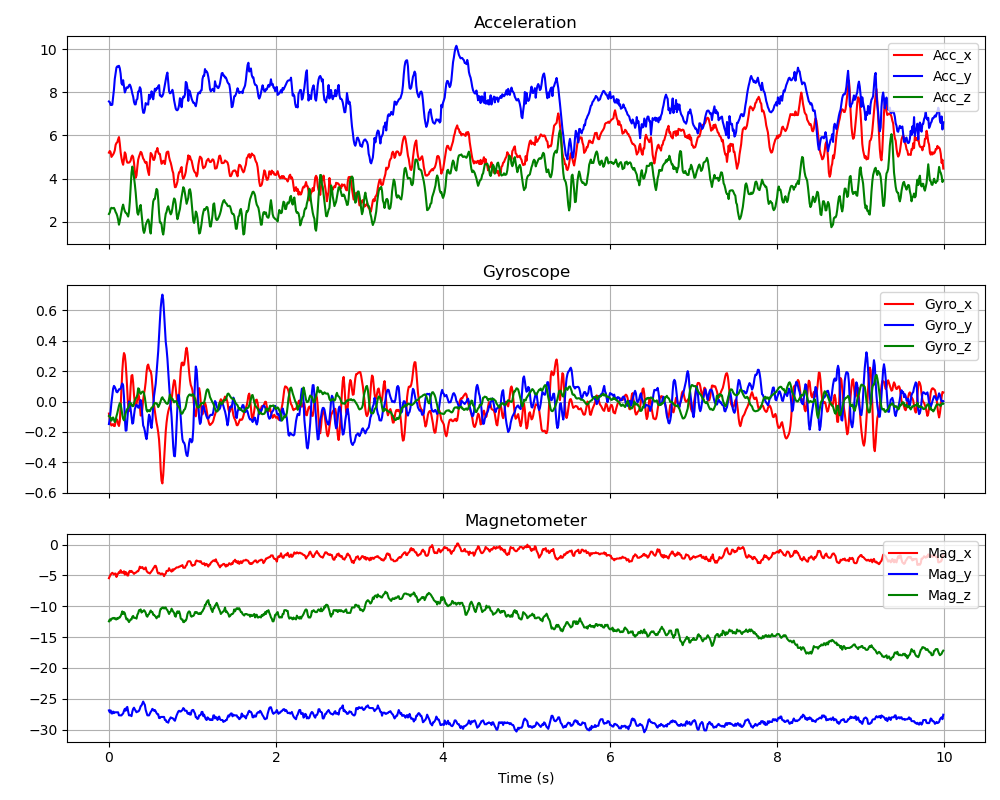 Acceleration
10
8
6
4
2
Acc_x
Acc_y
Acc_z
Gyroscope
0.6
0.4
0.2
0.0
−0.2
−0.4
−0.6
Gyro_x
Gyro_y
Gyro_z
Magnetometer
0
−5
−10
−15
−20
−25
−30
Mag_x
Mag_y
Mag_z
0 2 4 6 8 10
Time (s)